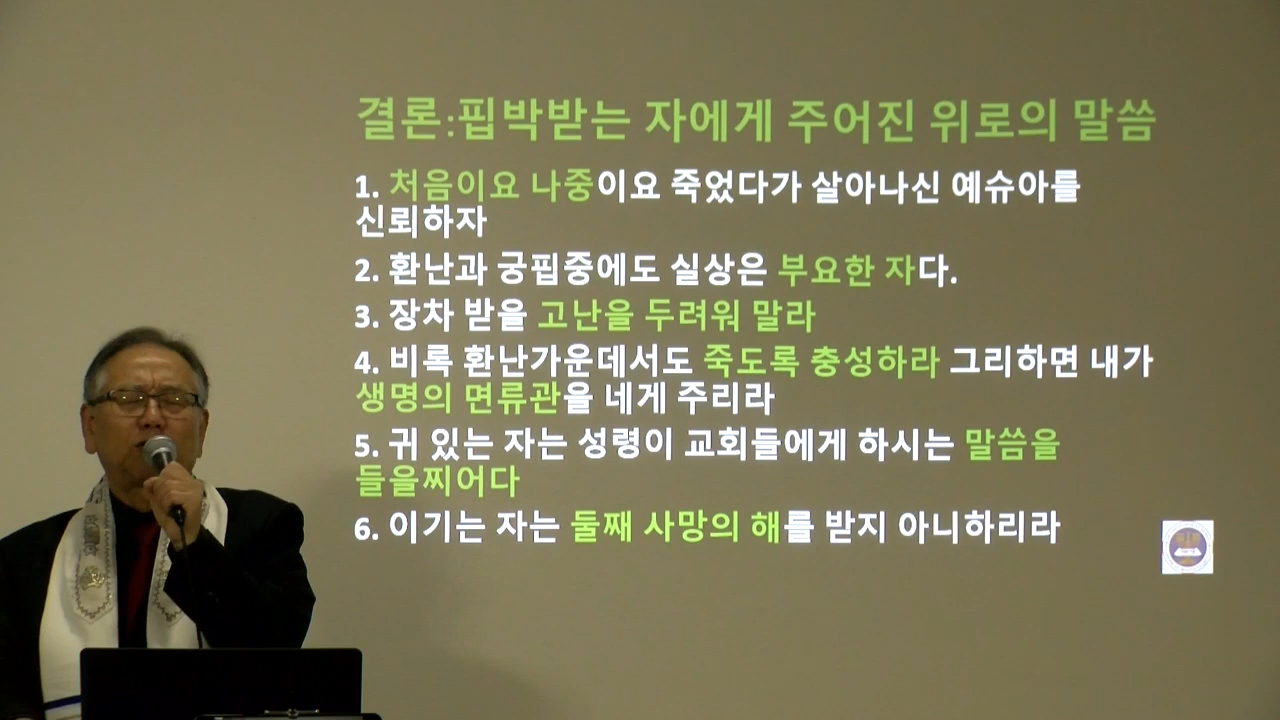 결론:핍박받는 자에게 주어진 위로의 말씀
1. 처음이요 나중이요 죽었다가 살아나신 예슈아를
신뢰하자
2. 환난과 궁핍중에도 실상은 부요한 자다.
3. 장차 받을 고난을 두려워 말라
4. 비록 환난가운데서도 죽도록 충성하라 그리하면 내가
생명의 면류관을 네게 주리라
5. 귀 있는 자는 성령이 교회들에게 하시는 말씀을
들을찌어다
6. 이기는 자는 둘째 사망의 해를 받지 아니하리라